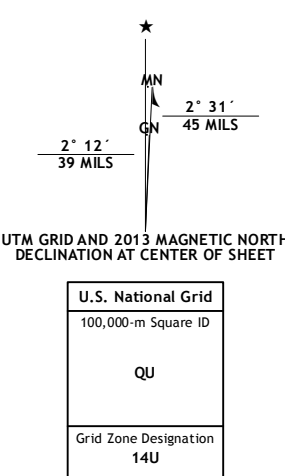 ★
MN
GN
2° 31´
45 MILS
2° 12´
39 MILS
UTM GRID AND 2013 MAGNETIC NORTH
DECLINATION AT CENTER OF SHEET
U.S. National Grid
100,000-m Square ID
QU
Grid Zone Designation
14U